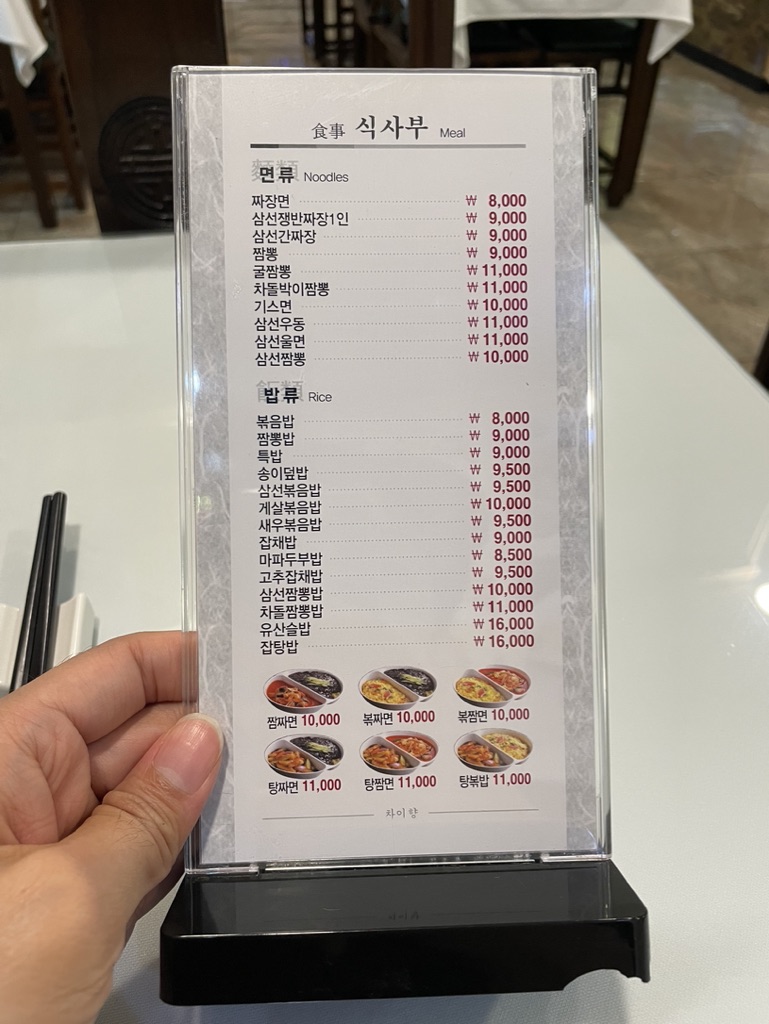 食事 식사부 Meal
麵類 면류 Noodles
짜장면 ₩ 8,000
삼선쟁반짜장1인 ₩ 9,000
삼선간짜장 ₩ 9,000
짬뽕 ₩ 9,000
굴짬뽕 ₩ 11,000
차돌박이짬뽕 ₩ 11,000
기스면 ₩ 10,000
삼선우동 ₩ 11,000
삼선울면 ₩ 11,000
삼선짬뽕 ₩ 10,000
飯類 밥류 Rice
볶음밥 ₩ 8,000
짬뽕밥 ₩ 9,000
특밥 ₩ 9,000
송이덮밥 ₩ 9,500
삼선볶음밥 ₩ 9,500
게살볶음밥 ₩ 10,000
새우볶음밥 ₩ 9,500
잡채밥 ₩ 9,000
마파두부밥 ₩ 8,500
고추잡채밥 ₩ 9,500
삼선짬뽕밥 ₩ 10,000
차돌짬뽕밥 ₩ 11,000
유산슬밥 ₩ 16,000
잡탕밥 ₩ 16,000
짬짜면 10,000 볶짜면 10,000 볶짬면 10,000
탕짜면 11,000 탕짬면 11,000 탕볶밥 11,000
차이향